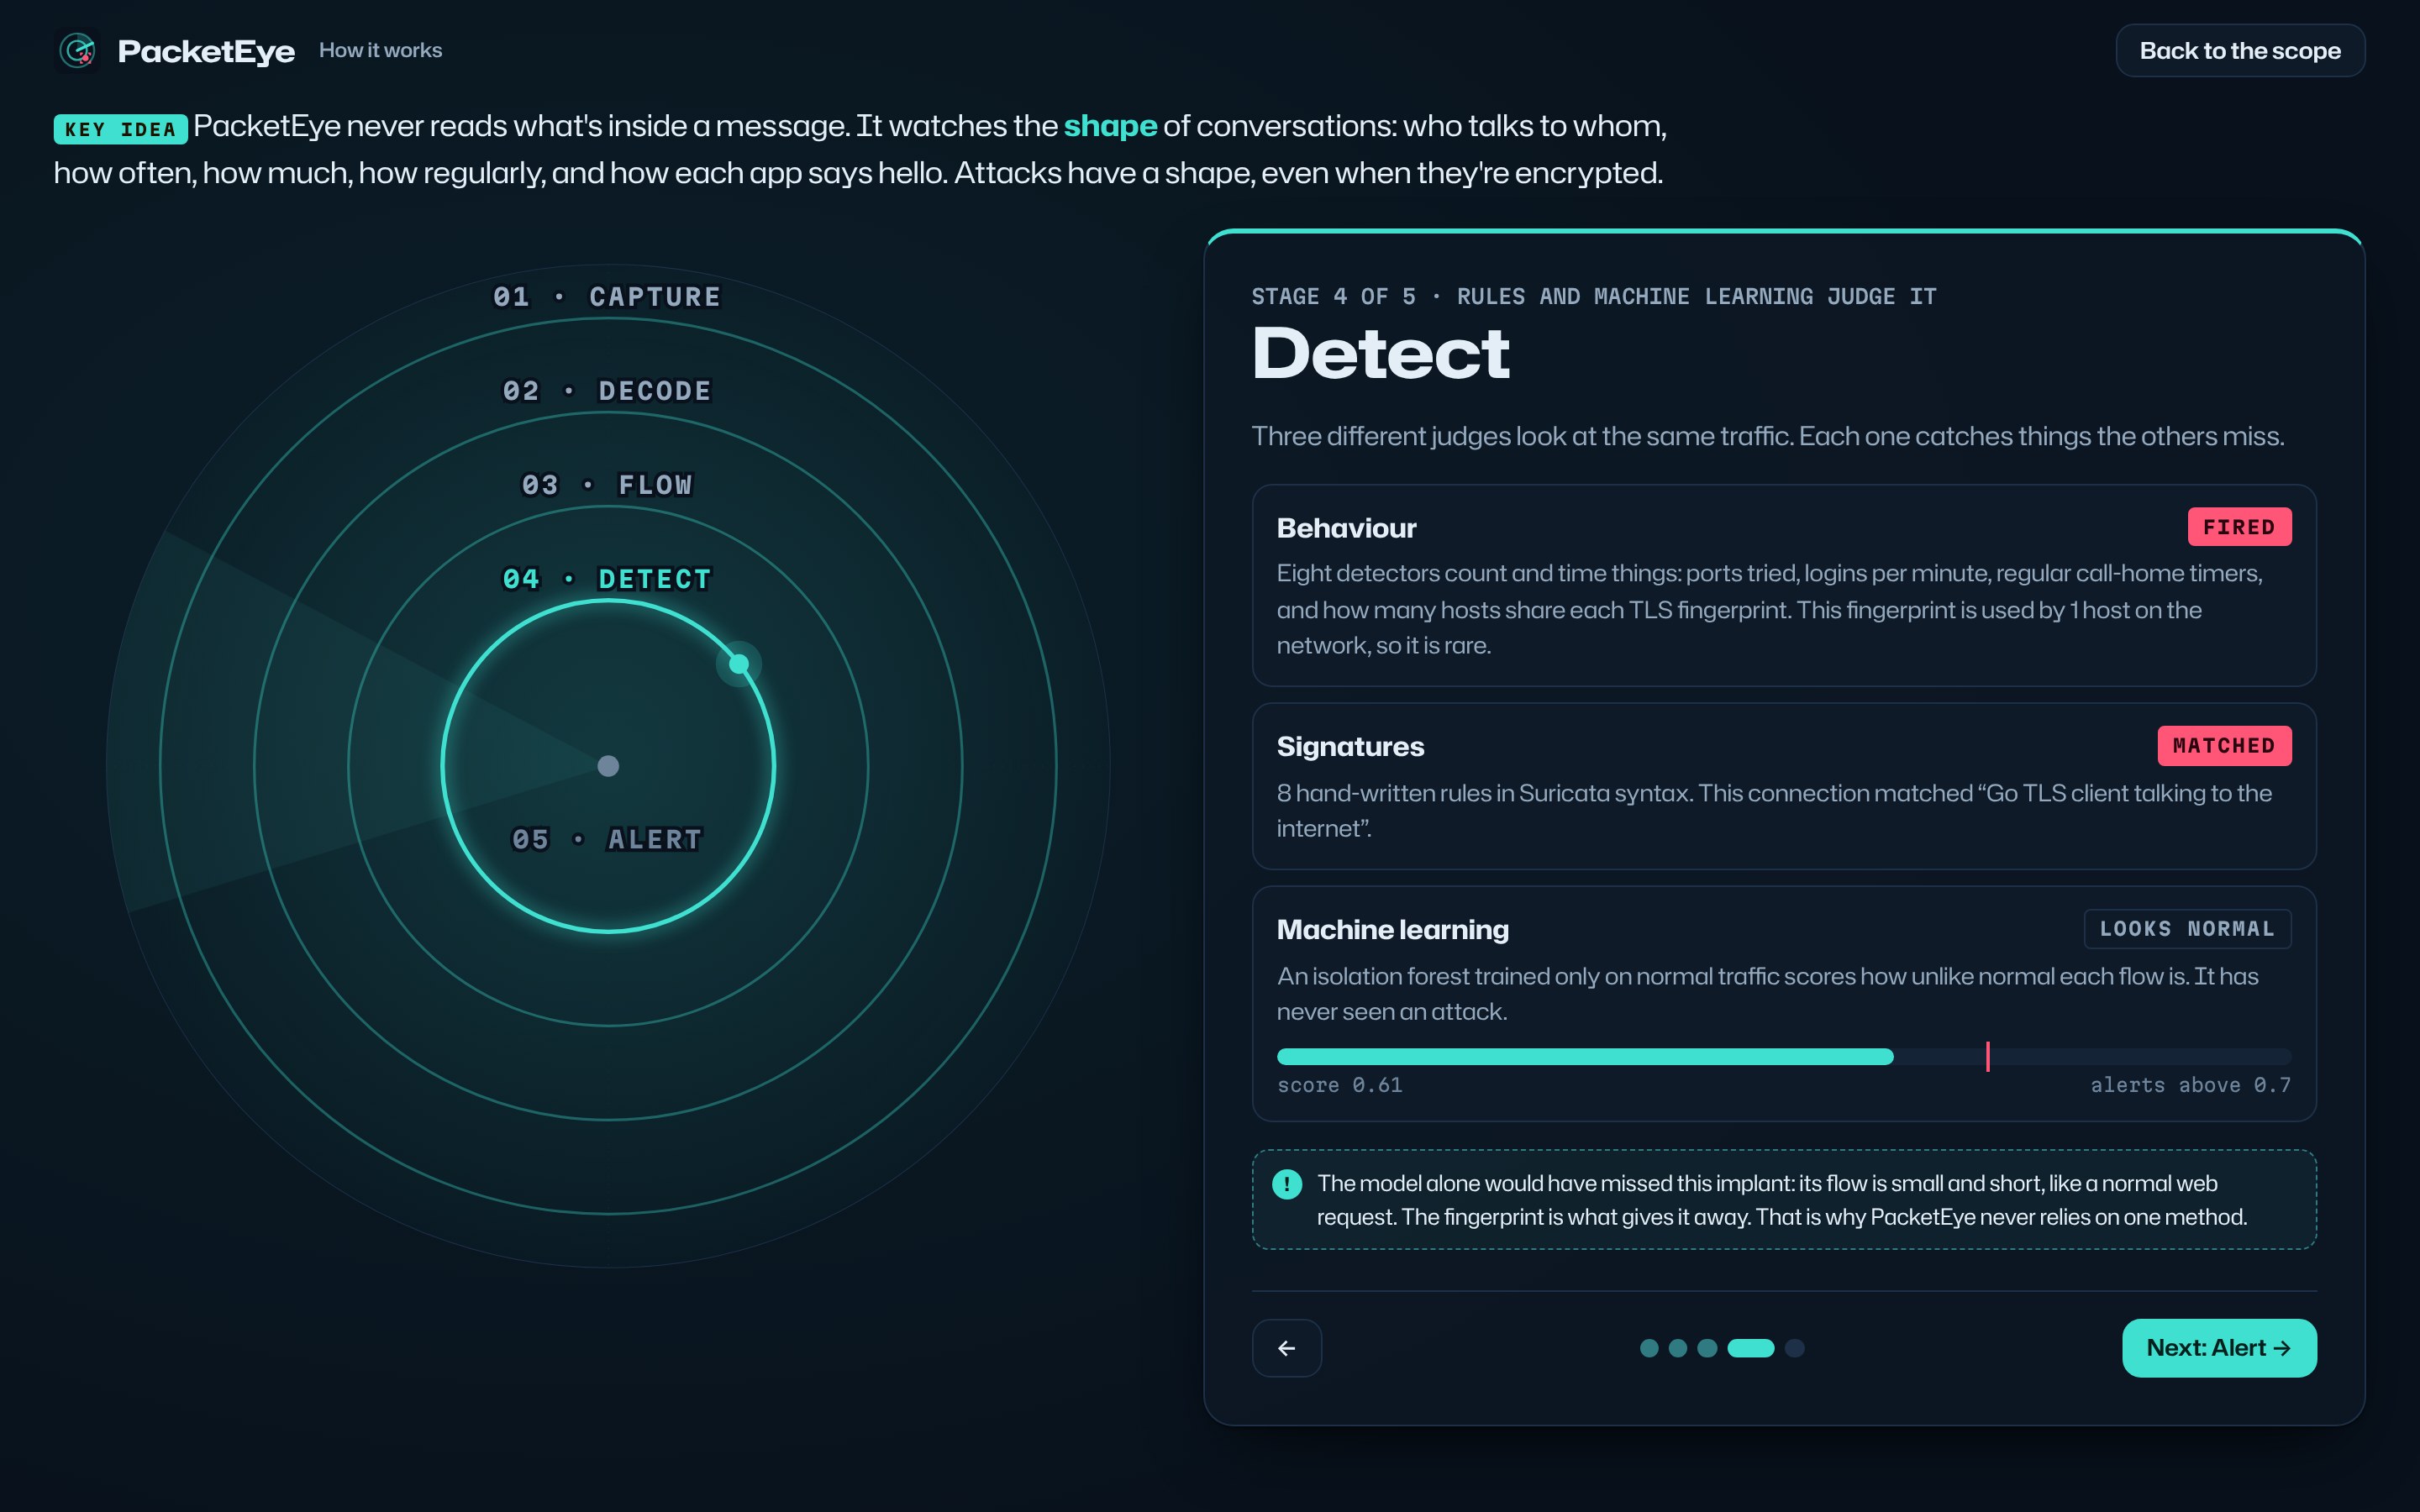 PacketEye How it works
Back to the scope
KEY IDEA PacketEye never reads what's inside a message. It watches the shape of conversations: who talks to whom,
how often, how much, how regularly, and how each app says hello. Attacks have a shape, even when they're encrypted.
01 · CAPTURE
02 · DECODE
03 · FLOW
04 · DETECT
05 · ALERT
STAGE 4 OF 5 · RULES AND MACHINE LEARNING JUDGE IT
Detect
Three different judges look at the same traffic. Each one catches things the others miss.
Behaviour
FIRED
Eight detectors count and time things: ports tried, logins per minute, regular call-home timers,
and how many hosts share each TLS fingerprint. This fingerprint is used by 1 host on the
network, so it is rare.
Signatures
MATCHED
8 hand-written rules in Suricata syntax. This connection matched “Go TLS client talking to the
internet”.
Machine learning
LOOKS NORMAL
An isolation forest trained only on normal traffic scores how unlike normal each flow is. It has
never seen an attack.
score 0.61
alerts above 0.7
! The model alone would have missed this implant: its flow is small and short, like a normal web
request. The fingerprint is what gives it away. That is why PacketEye never relies on one method.
←
Next: Alert →